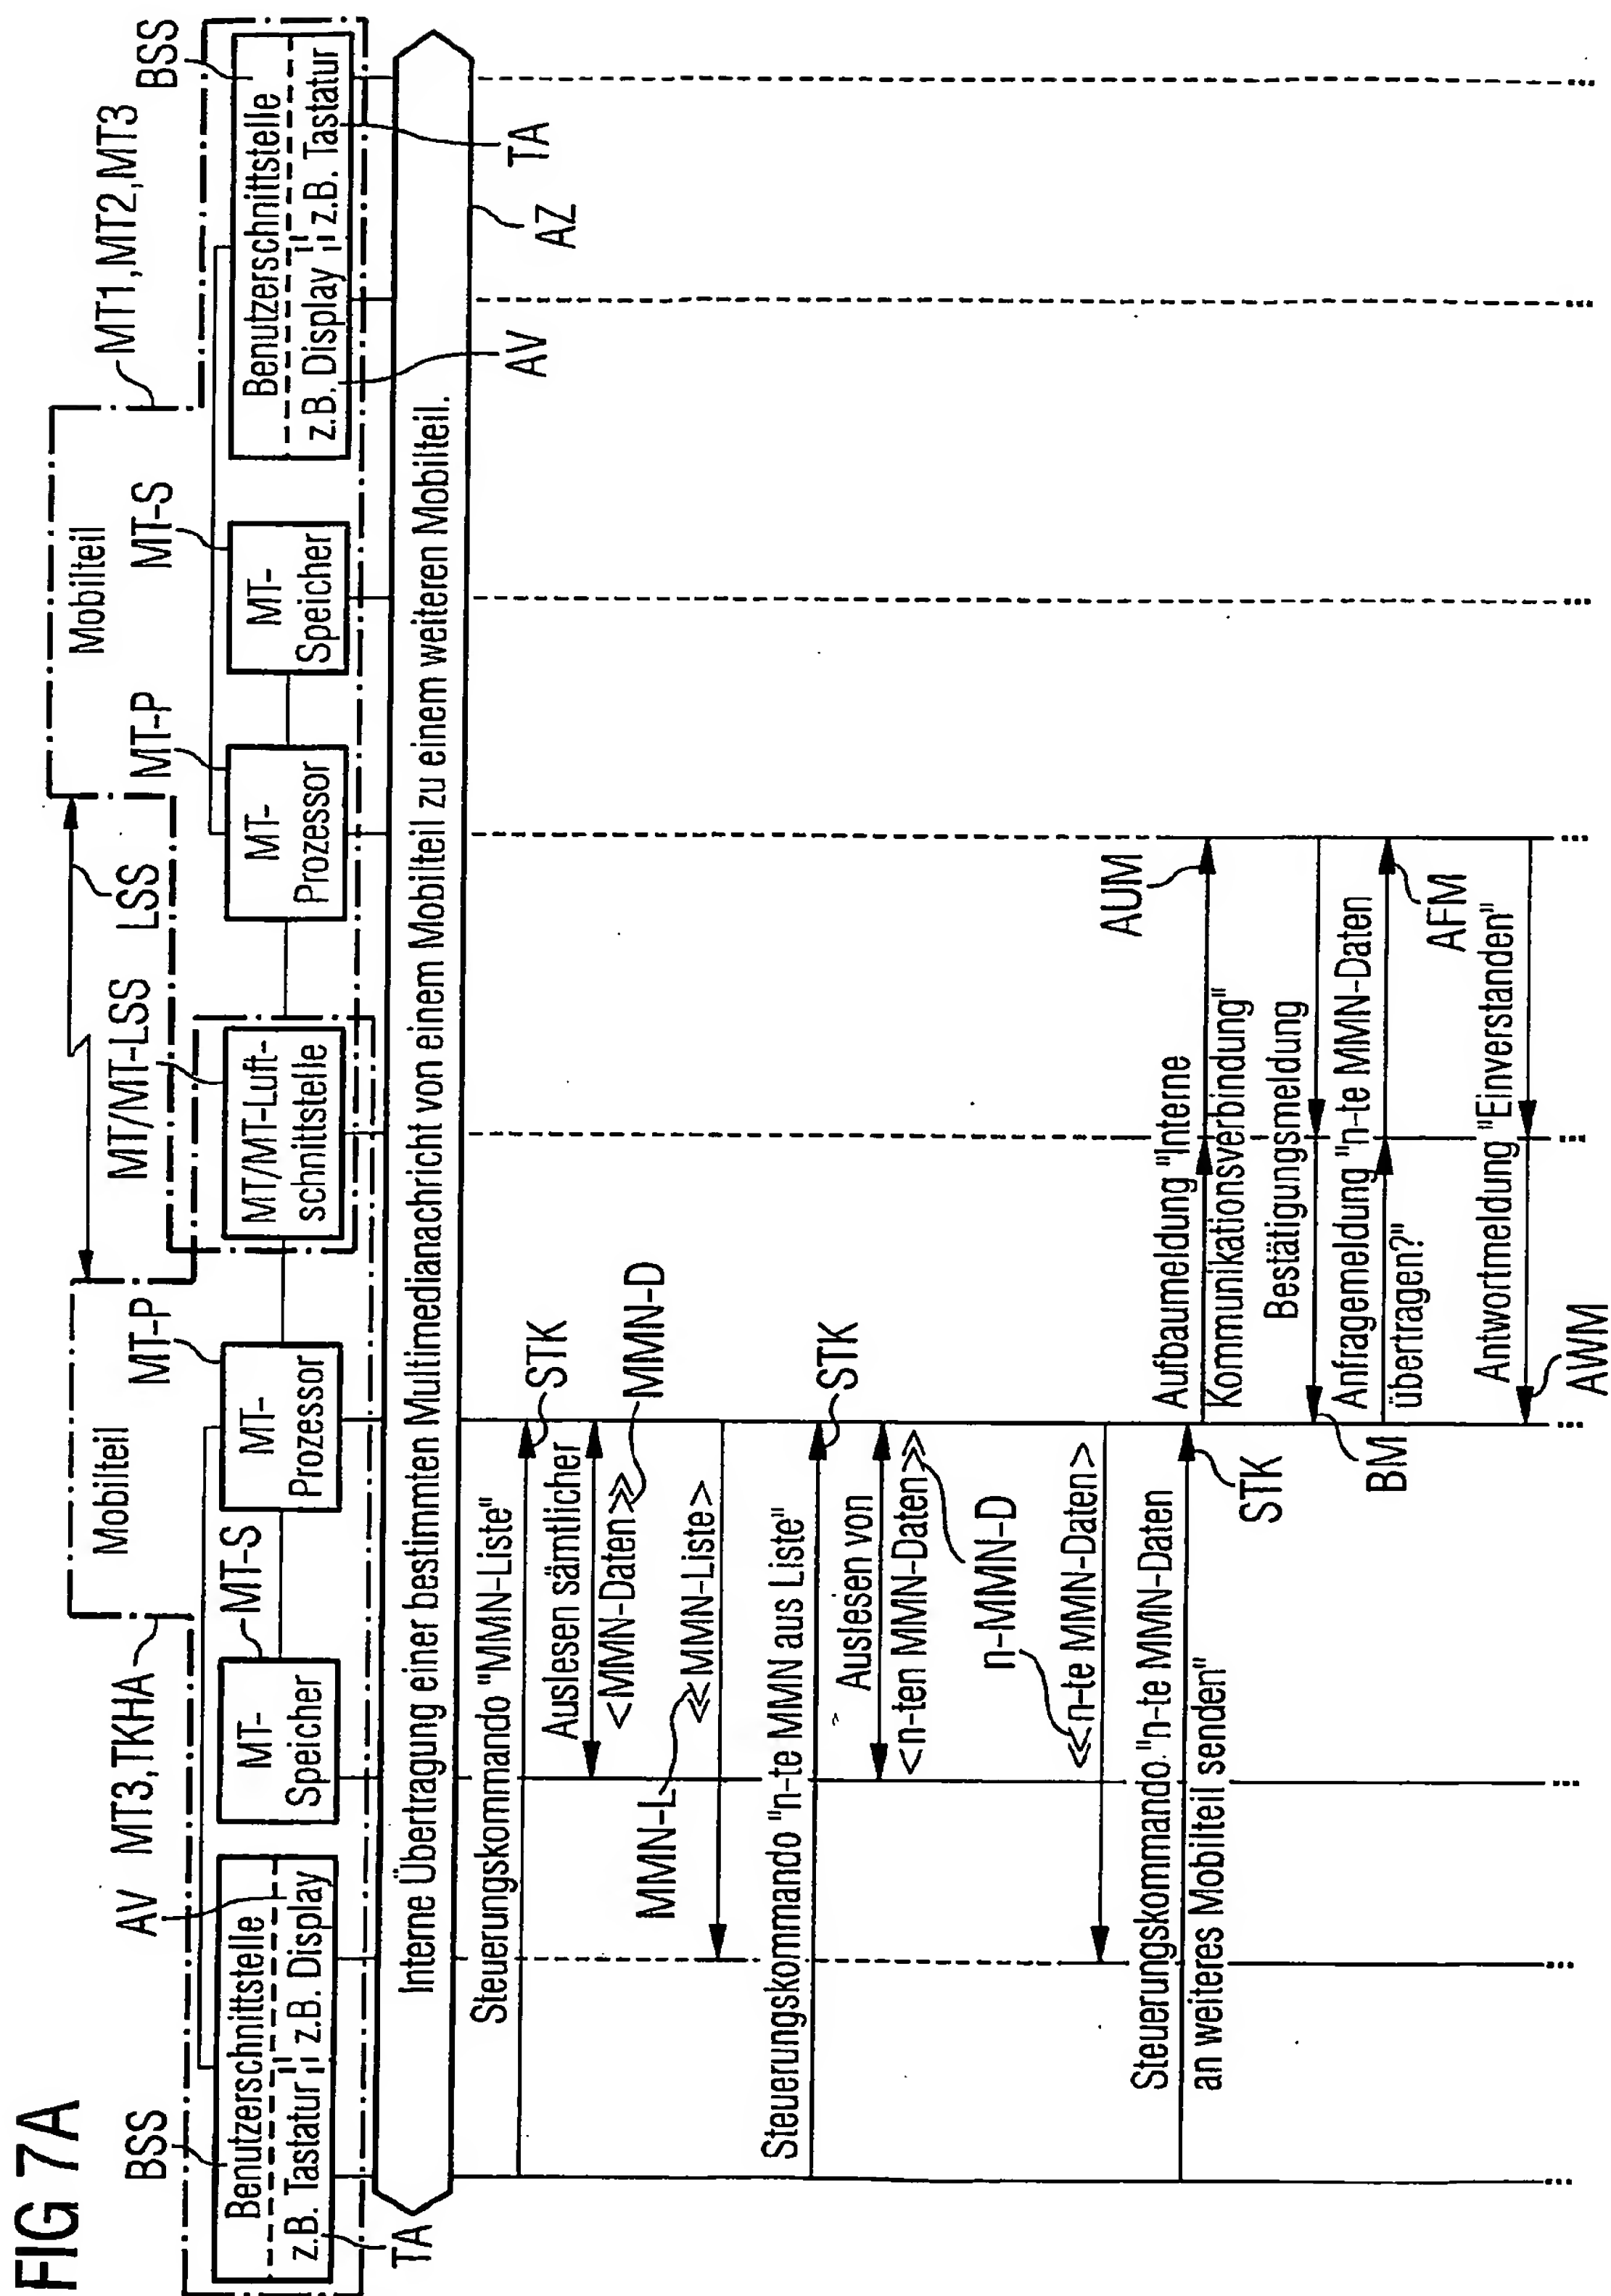 FIG 7A
MT1,MT2,MT3
LSS
Mobilteil
Mobilteil
BSS
AV
MT3,TKHA
MT-S
MT-P
MT/MT-LSS
MT-P
MT-S
BSS
Benutzerschnittstelle
z.B. Tastatur
z.B. Display
MT-
Speicher
MT-
Prozessor
MT/MT-Luft-
schnittstelle
MT-
Prozessor
MT-
Speicher
Benutzerschnittstelle
z.B. Display
z.B. Tastatur
TA
Interne Übertragung einer bestimmten Multimedianachricht von einem Mobilteil zu einem weiteren Mobilteil.
AV
AZ
TA
Steuerungskommando "MMN-Liste"
STK
Auslesen sämtlicher
<MMN-Daten>>
MMN-D
MMN-L
<<MMN-Liste>
Steuerungskommando "n-te MMN aus Liste"
STK
Auslesen von
<n-ten MMN-Daten>>
n-MMN-D
<<n-te MMN-Daten>
Steuerungskommando "n-te MMN-Daten
an weiteres Mobilteil senden"
STK
Aufbaumeldung "Interne
Kommunikationsverbindung"
AUM
Bestätigungsmeldung
BM
Anfragemeldung "n-te MMN-Daten
übertragen?"
AFM
Antwortmeldung "Einverstanden"
AWM